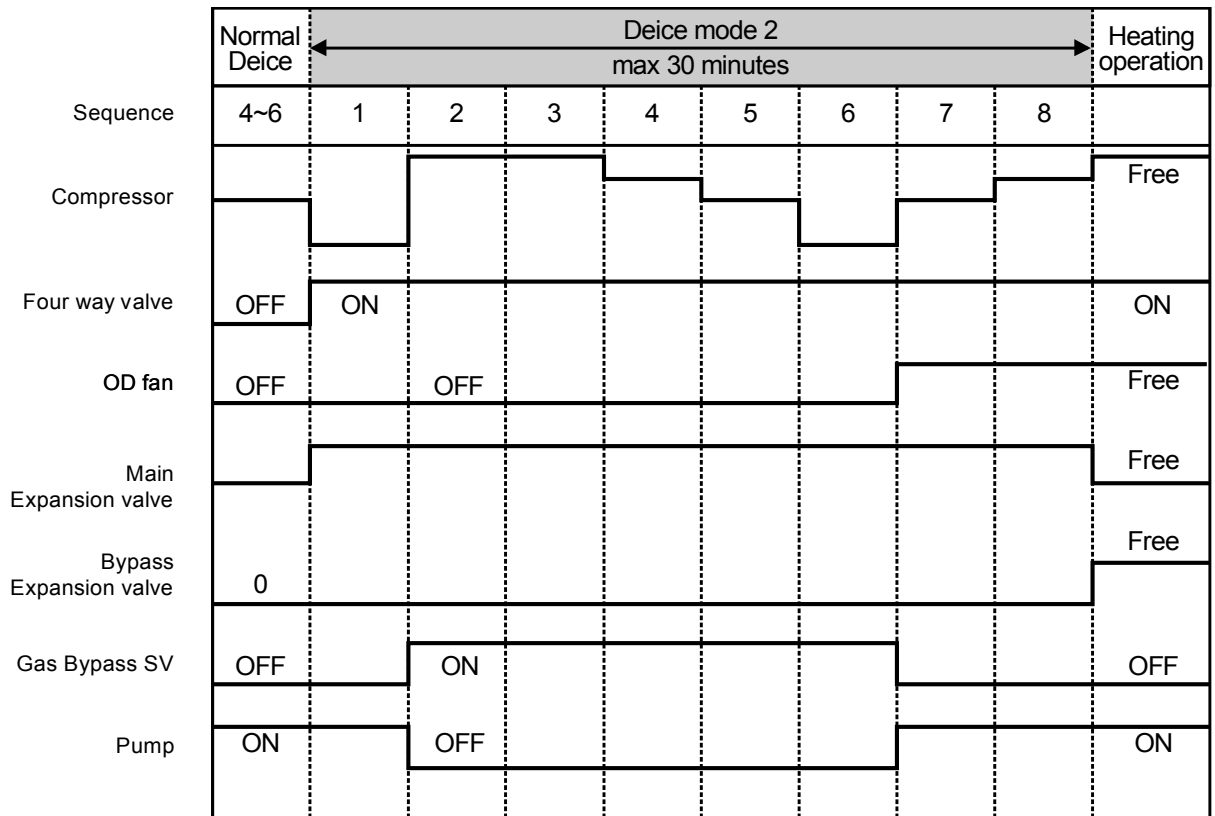 Normal Deice
Deice mode 2
max 30 minutes
Heating operation
Sequence 4~6 1 2 3 4 5 6 7 8
Compressor Free
Four way valve OFF ON ON
OD fan OFF OFF Free
Main Expansion valve Free
Bypass Expansion valve 0 Free
Gas Bypass SV OFF ON OFF
Pump ON OFF ON